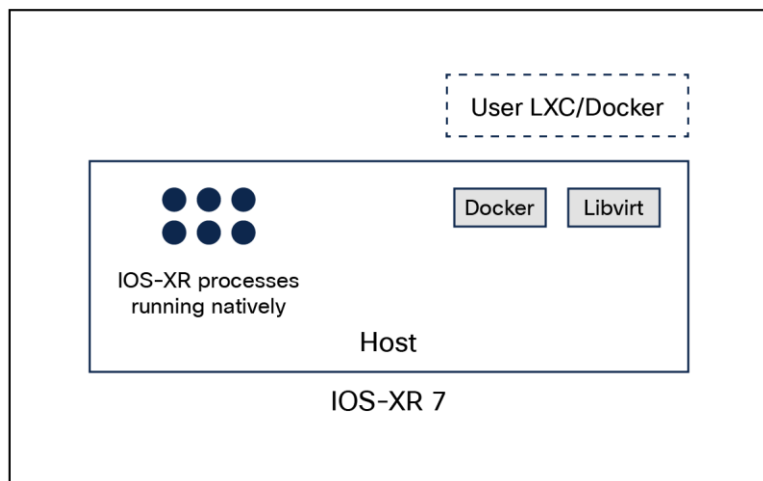 User LXC/Docker
Docker
Libvirt
IOS-XR processes
running natively
Host
IOS-XR 7